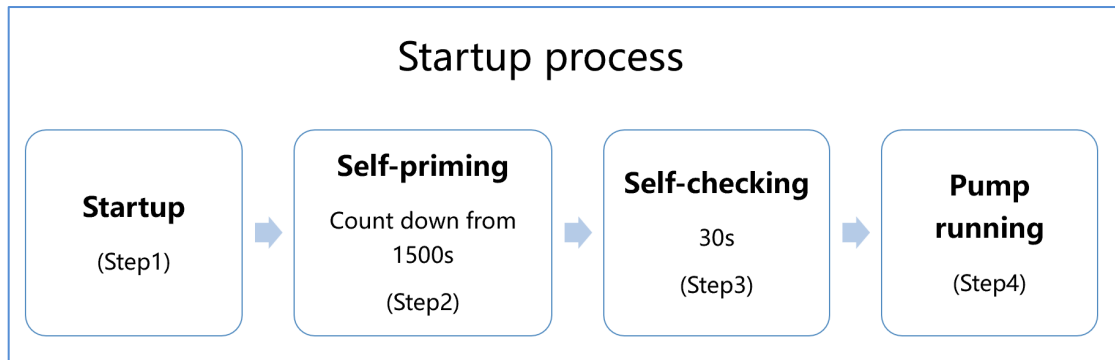 Startup process
Startup
(Step1)
Self-priming
Count down from
1500s
(Step2)
Self-checking
30s
(Step3)
Pump
running
(Step4)